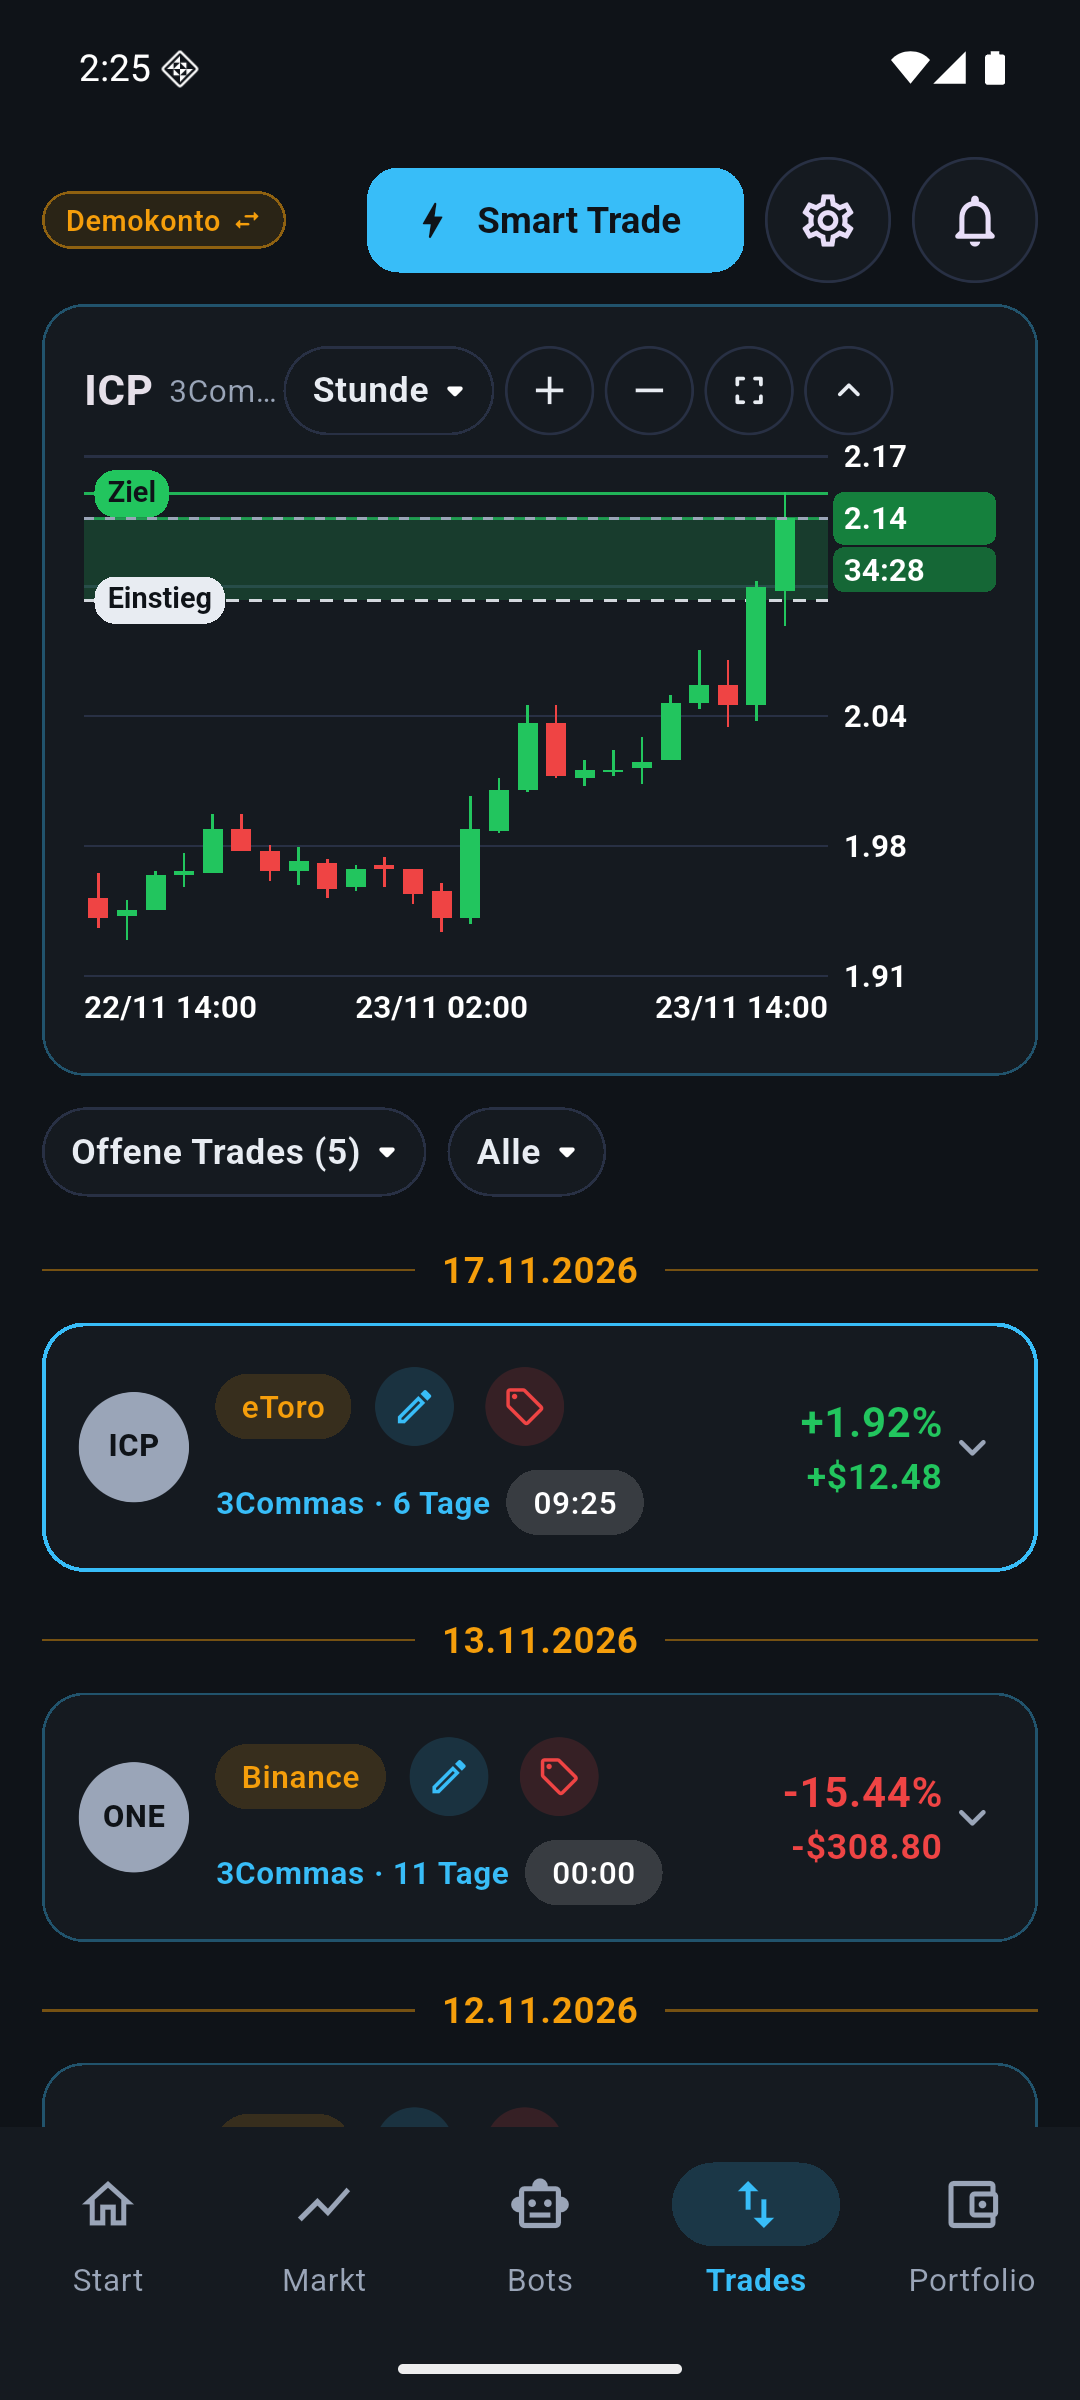 2:25
Demokonto
Smart Trade
ICP 3Com... Stunde
2.17
Ziel
2.14
34:28
Einstieg
2.04
1.98
1.91
22/11 14:00 23/11 02:00 23/11 14:00
Offene Trades (5) Alle
17.11.2026
ICP
eToro
3Commas · 6 Tage 09:25
+1.92%
+$12.48
13.11.2026
ONE
Binance
3Commas · 11 Tage 00:00
-15.44%
-$308.80
12.11.2026
Start Markt Bots Trades Portfolio